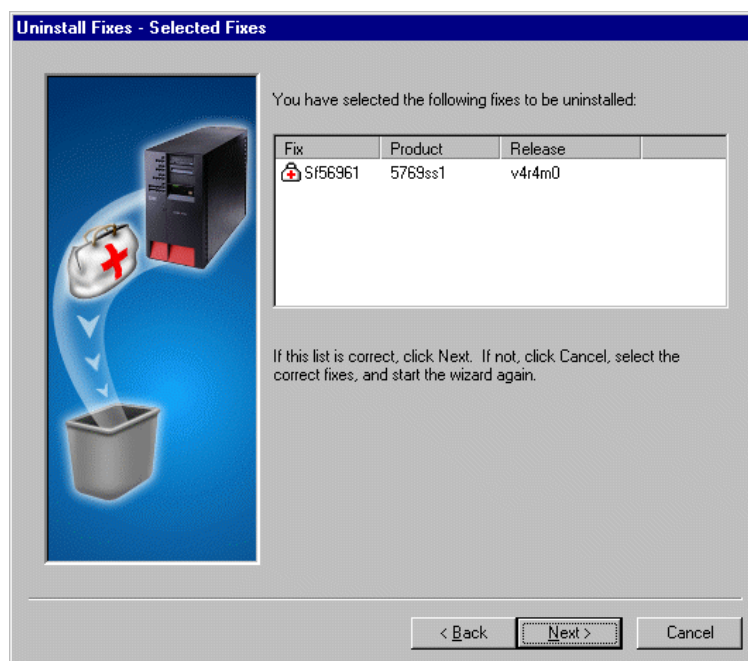 Uninstall Fixes - Selected Fixes
You have selected the following fixes to be uninstalled:
Fix Product Release
Sf56961 5769ss1 v4r4m0
If this list is correct, click Next. If not, click Cancel, select the
correct fixes, and start the wizard again.
< Back Next > Cancel